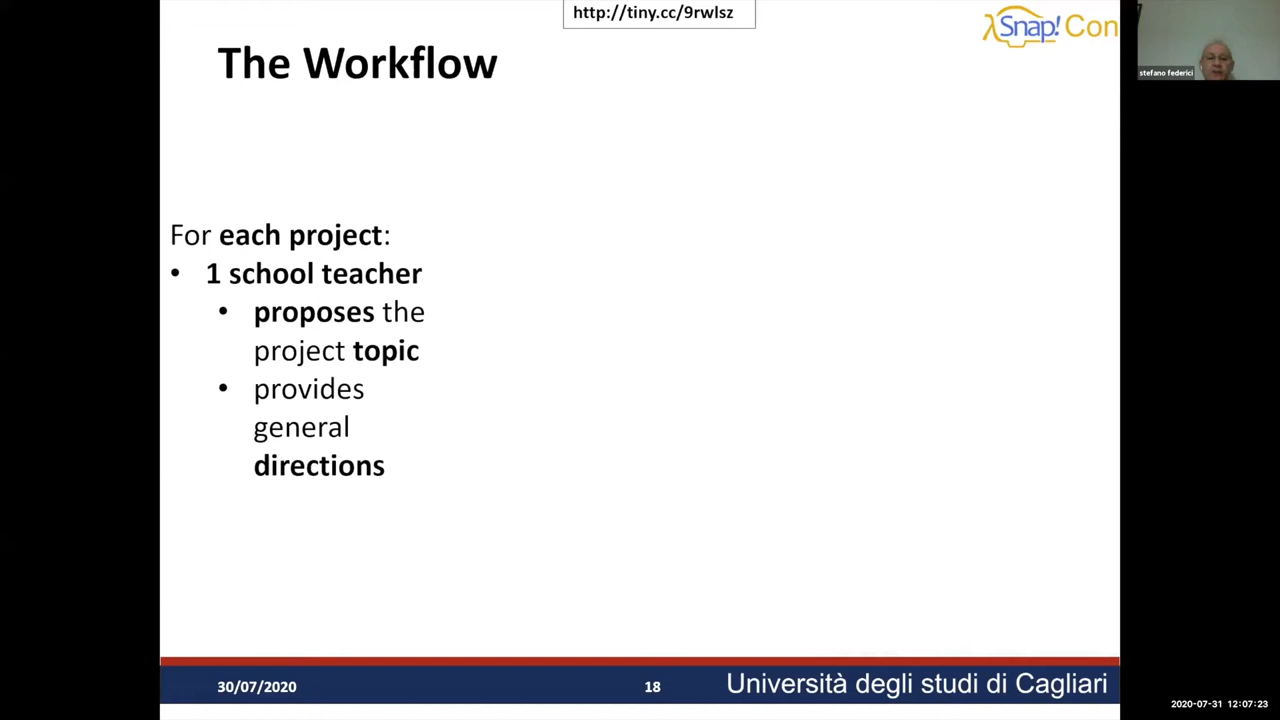 http://tiny.cc/9rwlsz
λSnap! Con
stefano federici
The Workflow
For each project:
• 1 school teacher
• proposes the
project topic
• provides
general
directions
30/07/2020
18
Università degli studi di Cagliari
2020-07-31 12:07:23